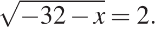 √(−32 − x) = 2.